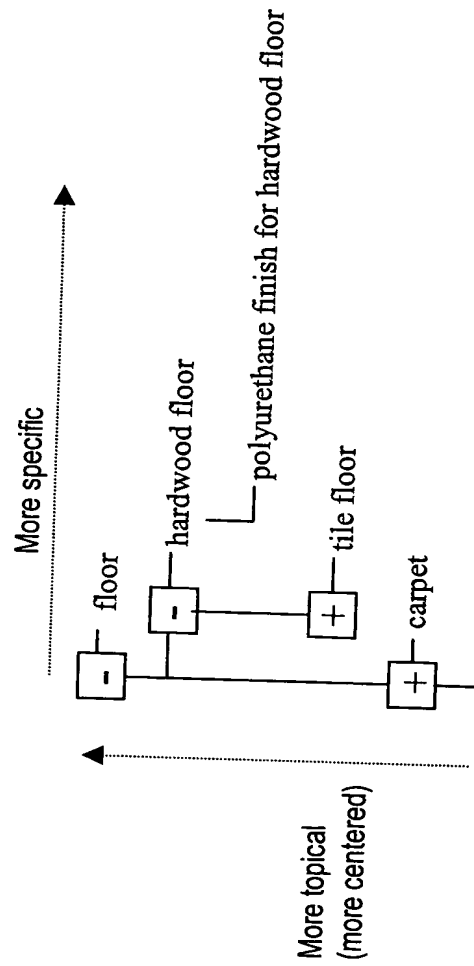 More specific
- floor
- hardwood floor
polyurethane finish for hardwood floor
+ tile floor
+ carpet
More topical
(more centered)